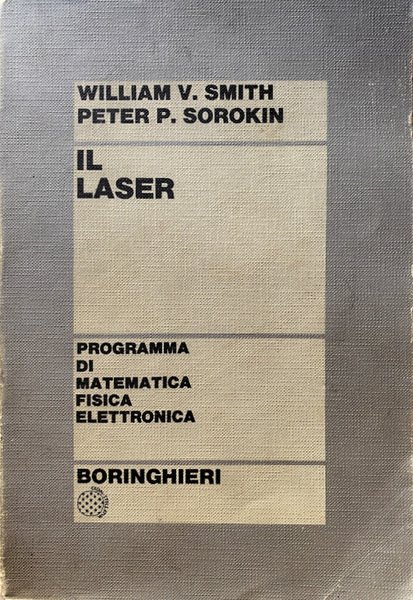 WILLIAM V. SMITH
PETER P. SOROKIN
IL
LASER
PROGRAMMA
DI
MATEMATICA
FISICA
ELETTRONICA
BORINGHIERI